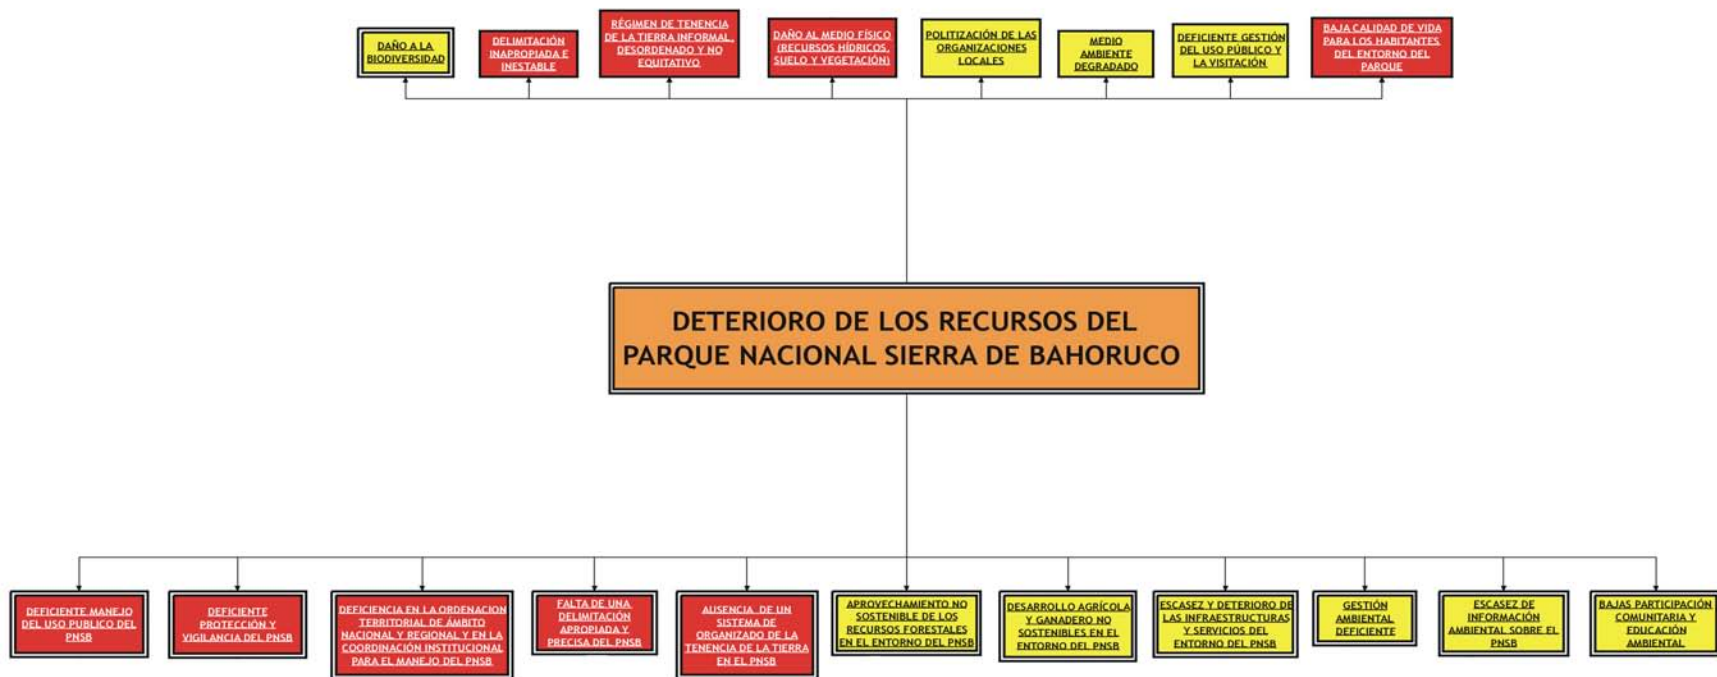 DAÑO A LA
BIODIVERSIDAD
DELIMITACIÓN
INAPROPIADA E
INESTABLE
RÉGIMEN DE TENENCIA
DE LA TIERRA INFORMAL,
DESORDENADO Y NO
EQUITATIVO
DAÑO AL MEDIO FÍSICO
(RECURSOS HÍDRICOS,
SUELO Y VEGETACIÓN)
POLITIZACIÓN DE LAS
ORGANIZACIONES
LOCALES
MEDIO
AMBIENTE
DEGRADADO
DEFICIENTE GESTIÓN
DEL USO PÚBLICO Y
LA VISITACIÓN
BAJA CALIDAD DE VIDA
PARA LOS HABITANTES
DEL ENTORNO DEL
PARQUE
DETERIORO DE LOS RECURSOS DEL
PARQUE NACIONAL SIERRA DE BAHORUCO
DEFICIENTE MANEJO
DEL USO PUBLICO DEL
PNSB
DEFICIENTE
PROTECCIÓN Y
VIGILANCIA DEL PNSB
DEFICIENCIA EN LA ORDENACION
TERRITORIAL DE ÁMBITO
NACIONAL Y REGIONAL Y EN LA
COORDINACIÓN INSTITUCIONAL
PARA EL MANEJO DEL PNSB
FALTA DE UNA
DELIMITACIÓN
APROPIADA Y
PRECISA DEL PNSB
AUSENCIA DE UN
SISTEMA DE
ORGANIZADO DE LA
TENENCIA DE LA TIERRA
EN EL PNSB
APROVECHAMIENTO NO
SOSTENIBLE DE LOS
RECURSOS FORESTALES
EN EL ENTORNO DEL PNSB
DESARROLLO AGRÍCOLA
Y GANADERO NO
SOSTENIBLES EN EL
ENTORNO DEL PNSB
ESCASEZ Y DETERIORO DE
LAS INFRAESTRUCTURAS
Y SERVICIOS DEL
ENTORNO DEL PNSB
GESTIÓN
AMBIENTAL
DEFICIENTE
ESCASEZ DE
INFORMACIÓN
AMBIENTAL SOBRE EL
PNSB
BAJAS PARTICIPACIÓN
COMUNITARIA Y
EDUCACIÓN
AMBIENTAL